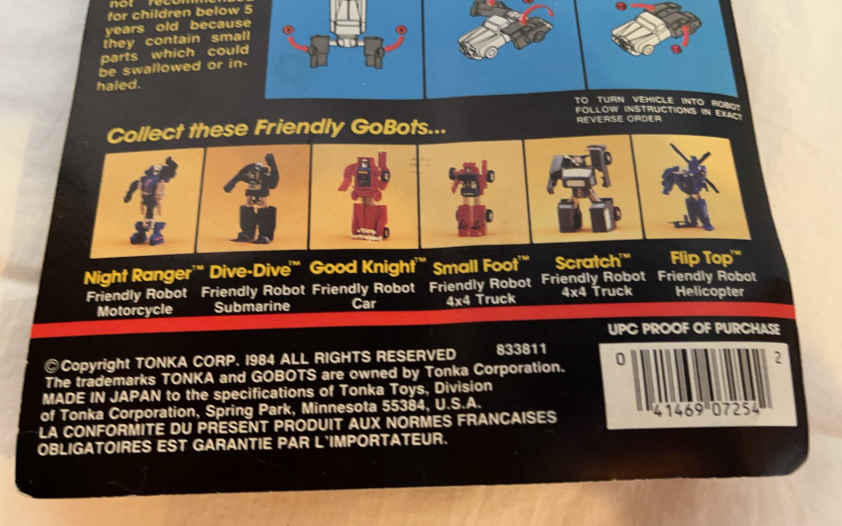 not recommended
for children below 5
years old because
they contain small
parts which could
be swallowed or in-
haled.
TO TURN VEHICLE INTO ROBOT
FOLLOW INSTRUCTIONS IN EXACT
REVERSE ORDER
Collect these Friendly GoBots...
Night Ranger™ Dive-Dive™ Good Knight™ Small Foot™ Scratch™ Flip Top™
Friendly Robot Friendly Robot Friendly Robot Friendly Robot Friendly Robot Friendly Robot
Motorcycle Submarine Car 4x4 Truck 4x4 Truck Helicopter
UPC PROOF OF PURCHASE
©Copyright TONKA CORP. 1984 ALL RIGHTS RESERVED 833811
The trademarks TONKA and GOBOTS are owned by Tonka Corporation.
MADE IN JAPAN to the specifications of Tonka Toys, Division
of Tonka Corporation, Spring Park, Minnesota 55384, U.S.A.
LA CONFORMITE DU PRESENT PRODUIT AUX NORMES FRANCAISES
OBLIGATOIRES EST GARANTIE PAR L'IMPORTATEUR.
0 41469 07254 2